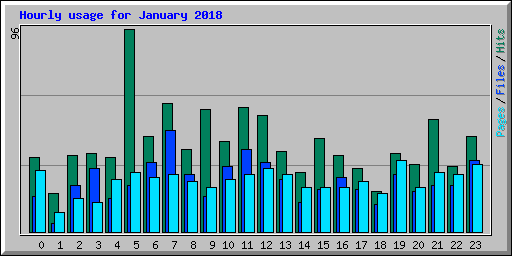 Hourly usage for January 2018
96
Pages / Files / Hits
0 1 2 3 4 5 6 7 8 9 10 11 12 13 14 15 16 17 18 19 20 21 22 23